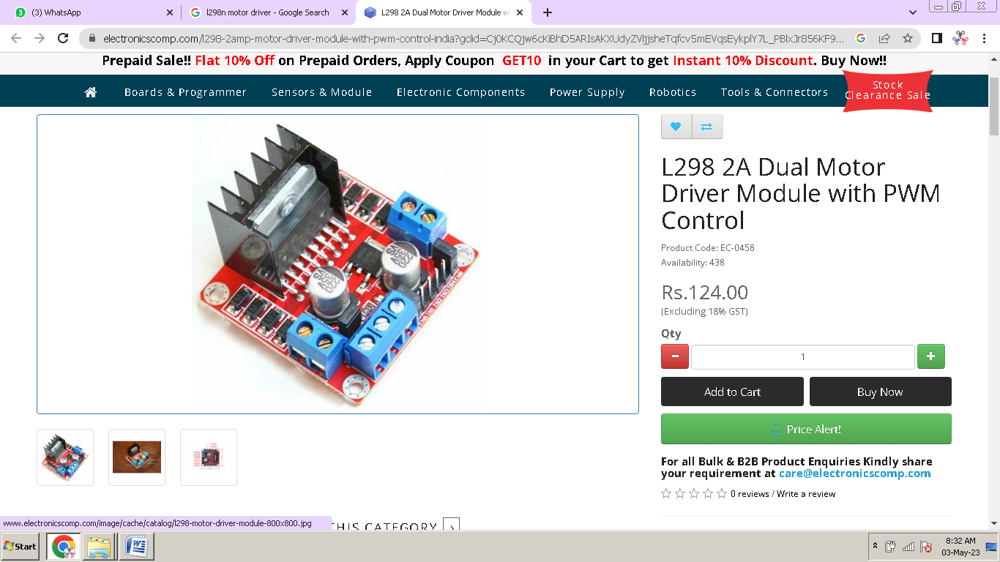 (3) WhatsApp
l298n motor driver - Google Search
L298 2A Dual Motor Driver Module wi
electronicscomp.com/l298-2amp-motor-driver-module-with-pwm-control-india?gclid=
Prepaid Sale!! Flat 10% Off on Prepaid Orders, Apply Coupon GET10 in your Cart to get Instant 10% Discount. Buy Now!!
Boards & Programmer Sensors & Module Electronic Components Power Supply Robotics Tools & Connectors Stock
Clearance Sale
L298 2A Dual Motor
Driver Module with PWM
Control
Product Code: EC-0458
Availability: 438
Rs.124.00
(Excluding 18% GST)
Qty
1
Add to Cart Buy Now
Price Alert!
For all Bulk & B2B Product Enquiries Kindly share
your requirement at care@electronicscomp.com
0 reviews / Write a review
THIS CATEGORY
www.electronicscomp.com/image/cache/catalog/l298-motor-driver-module-800x800.jpg
Start
8:32 AM
03-May-23